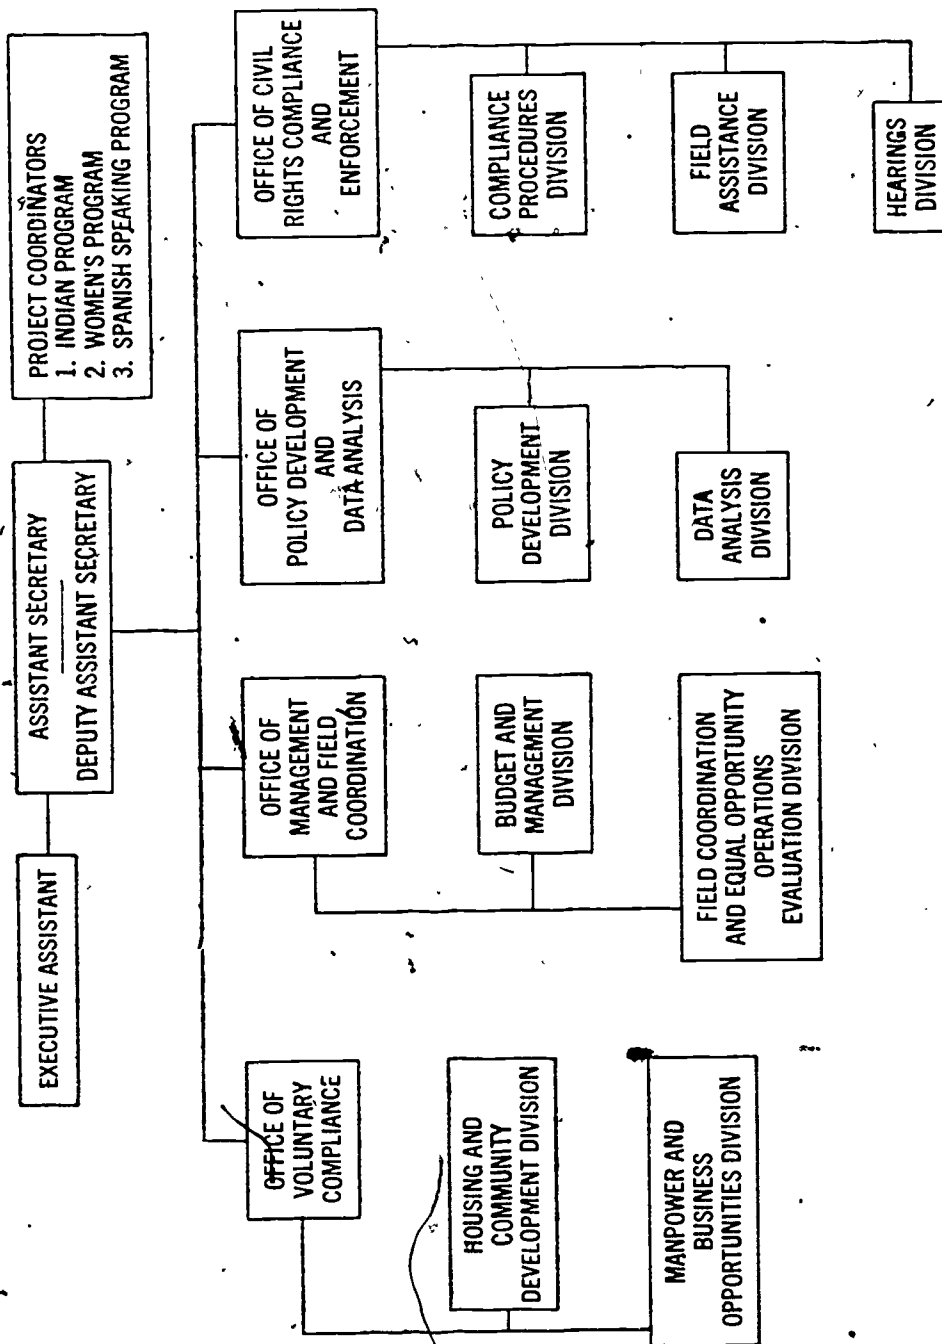 EXECUTIVE ASSISTANT
ASSISTANT SECRETARY
DEPUTY ASSISTANT SECRETARY
PROJECT COORDINATORS
1. INDIAN PROGRAM
2. WOMEN'S PROGRAM
3. SPANISH SPEAKING PROGRAM
OFFICE OF
VOLUNTARY
COMPLIANCE
HOUSING AND
COMMUNITY
DEVELOPMENT DIVISION
MANPOWER AND
BUSINESS
OPPORTUNITIES DIVISION
OFFICE OF
MANAGEMENT
AND FIELD
COORDINATION
BUDGET AND
MANAGEMENT
DIVISION
FIELD COORDINATION
AND EQUAL OPPORTUNITY
OPERATIONS
EVALUATION DIVISION
OFFICE OF
POLICY DEVELOPMENT
AND
DATA ANALYSIS
POLICY
DEVELOPMENT
DIVISION
DATA
ANALYSIS
DIVISION
OFFICE OF CIVIL
RIGHTS COMPLIANCE
AND
ENFORCEMENT
COMPLIANCE
PROCEDURES
DIVISION
FIELD
ASSISTANCE
DIVISION
HEARINGS
DIVISION